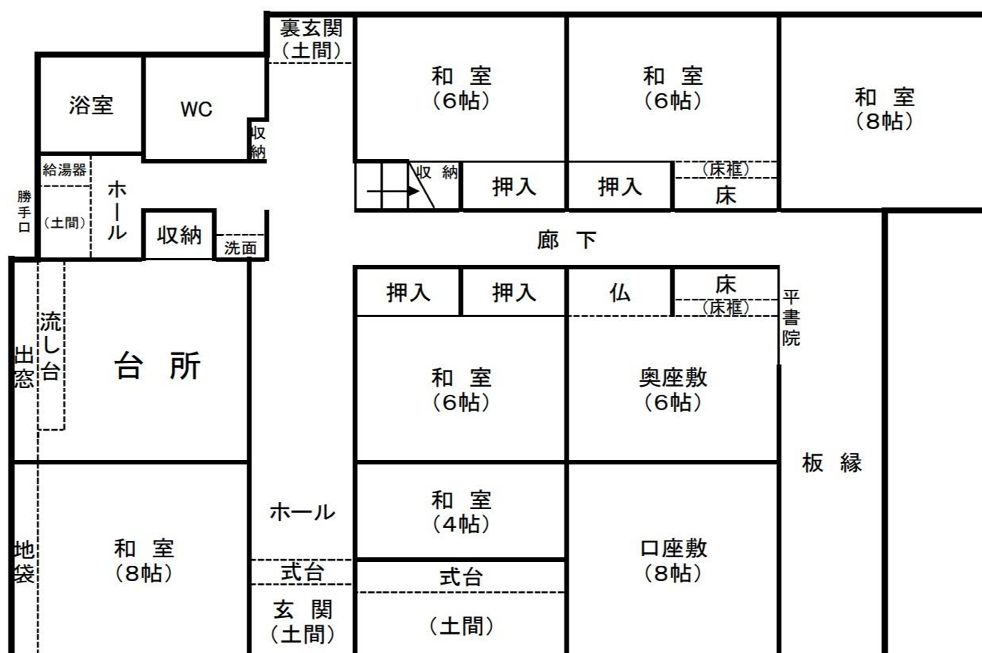 裏玄関
(土間)
和 室
(6帖)
和 室
(6帖)
和 室
(8帖)
浴室
WC
収納
給湯器
(土間)
勝手口
ホール
収納
洗面
収 納
押入
押入
(床框)
床
廊 下
押入
押入
仏
床
(床框)
平書院
流し台
出窓
台 所
和 室
(6帖)
奥座敷
(6帖)
板 縁
ホール
和 室
(4帖)
地袋
和 室
(8帖)
式台
式台
口座敷
(8帖)
玄 関
(土間)
(土間)